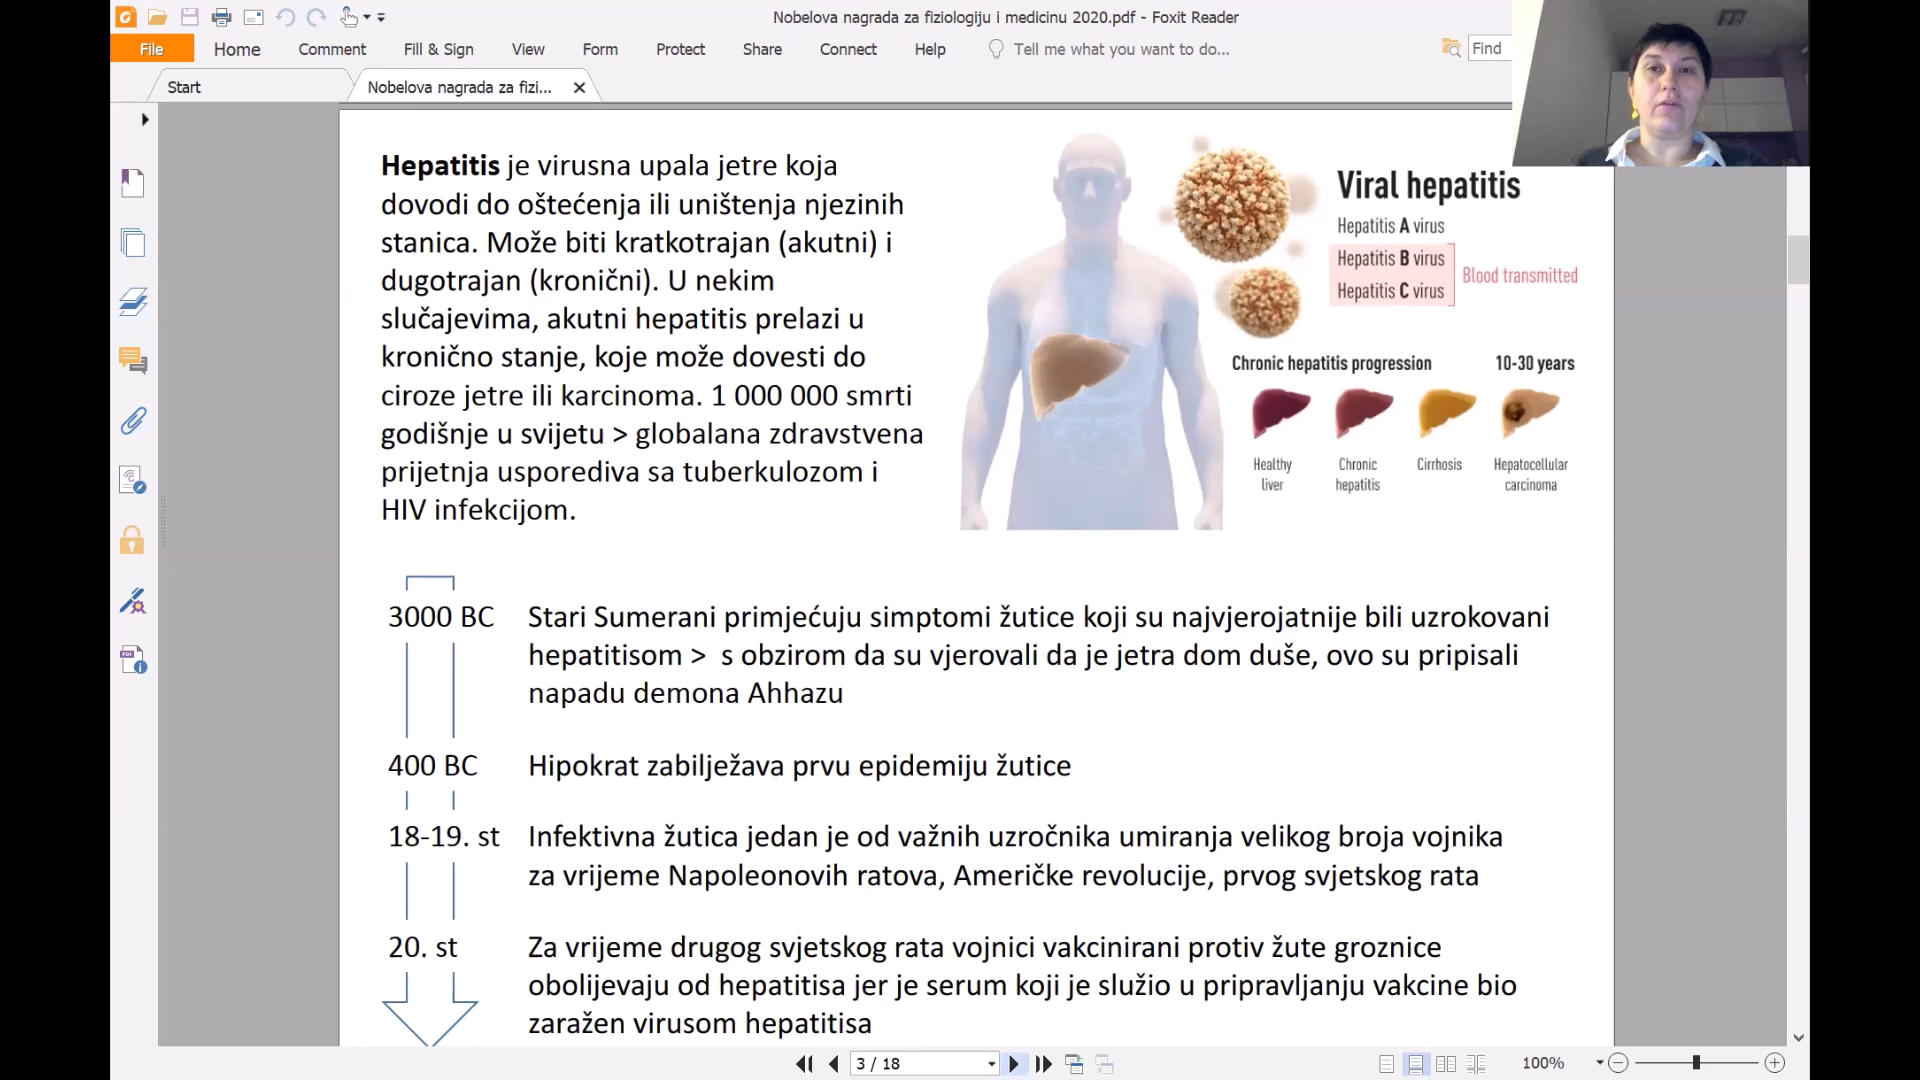 Nobelova nagrada za fiziologiju i medicinu 2020.pdf - Foxit Reader
File Home Comment Fill & Sign View Form Protect Share Connect Help Tell me what you want to do... Find
Start Nobelova nagrada za fizi...
Hepatitis je virusna upala jetre koja
dovodi do oštećenja ili uništenja njezinih
stanica. Može biti kratkotrajan (akutni) i
dugotrajan (kronični). U nekim
slučajevima, akutni hepatitis prelazi u
kronično stanje, koje može dovesti do
ciroze jetre ili karcinoma. 1 000 000 smrti
godišnje u svijetu > globalana zdravstvena
prijetnja usporediva sa tuberkulozom i
HIV infekcijom.
Viral hepatitis
Hepatitis A virus
Hepatitis B virus
Hepatitis C virus
Blood transmitted
Chronic hepatitis progression 10-30 years
Healthy
liver
Chronic
hepatitis
Cirrhosis
Hepatocellular
carcinoma
3000 BC Stari Sumerani primjećuju simptomi žutice koji su najvjerojatnije bili uzrokovani
hepatitisom > s obzirom da su vjerovali da je jetra dom duše, ovo su pripisali
napadu demona Ahhazu
400 BC Hipokrat zabilježava prvu epidemiju žutice
18-19. st Infektivna žutica jedan je od važnih uzročnika umiranja velikog broja vojnika
za vrijeme Napoleonovih ratova, Američke revolucije, prvog svjetskog rata
20. st Za vrijeme drugog svjetskog rata vojnici vakcinirani protiv žute groznice
obolijevaju od hepatitisa jer je serum koji je služio u pripravljanju vakcine bio
zaražen virusom hepatitisa
3 / 18
100%